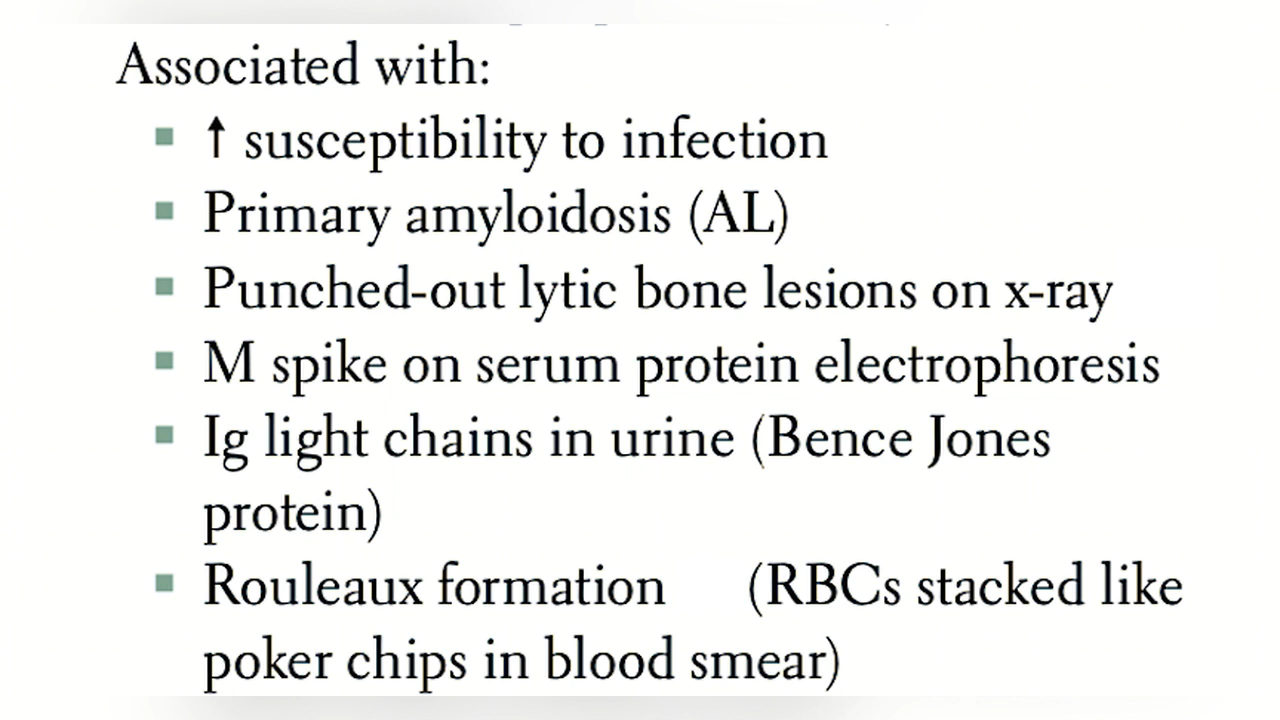 Associated with:
▪ ↑ susceptibility to infection
▪ Primary amyloidosis (AL)
▪ Punched-out lytic bone lesions on x-ray
▪ M spike on serum protein electrophoresis
▪ Ig light chains in urine (Bence Jones
protein)
▪ Rouleaux formation (RBCs stacked like
poker chips in blood smear)